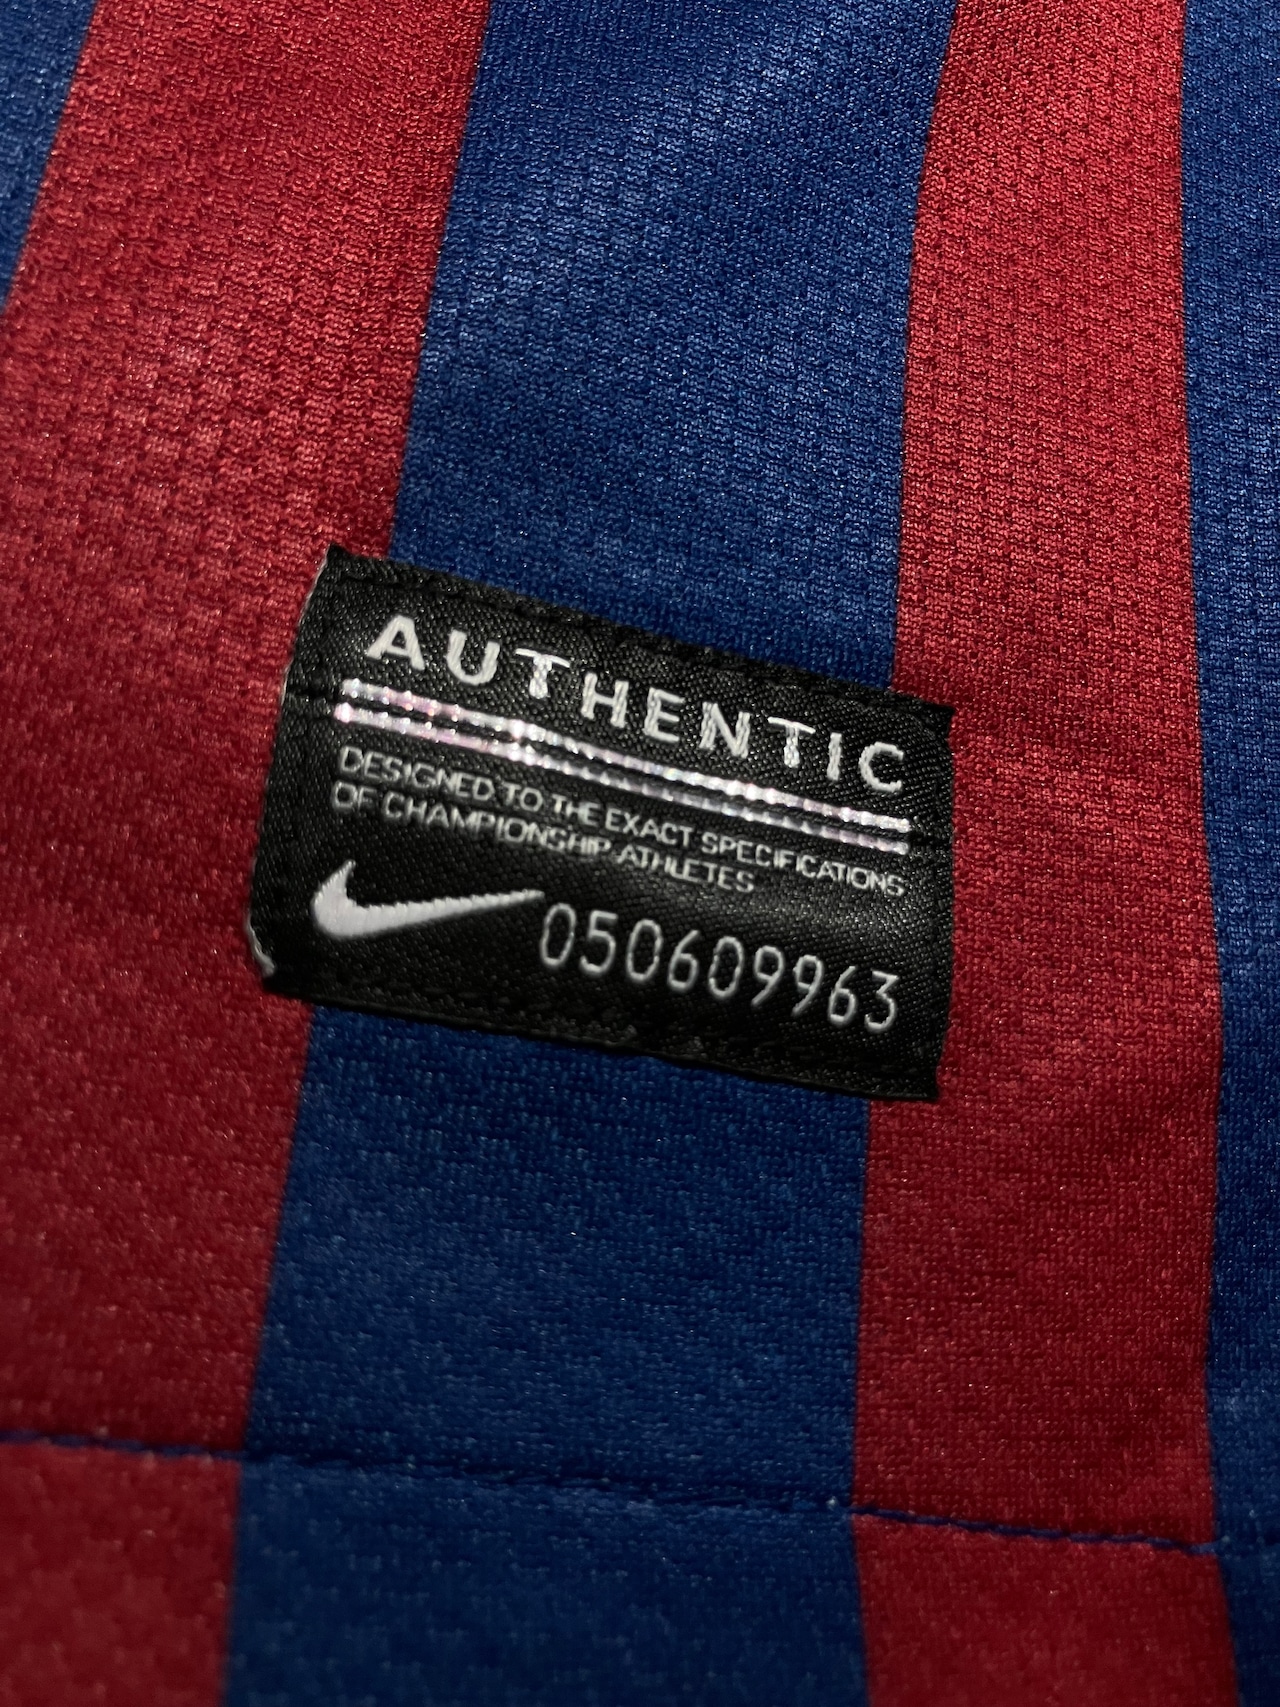 AUTHENTIC
DESIGNED TO THE EXACT SPECIFICATIONS
OF CHAMPIONSHIP ATHLETES
050609963